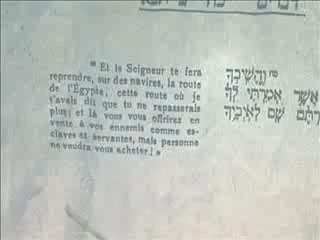 " Et le Seigneur te fera
reprendre, sur des navires, la route
de l'Égypte, cette route où je
t'avais dit que tu ne repasserais
plus; et là vous vous offrirez en
vente à vos ennemis comme es-
claves et servantes, mais personne
ne voudra vous acheter! »
והשיבך
אשר אמרתי לך
שם לאיביך